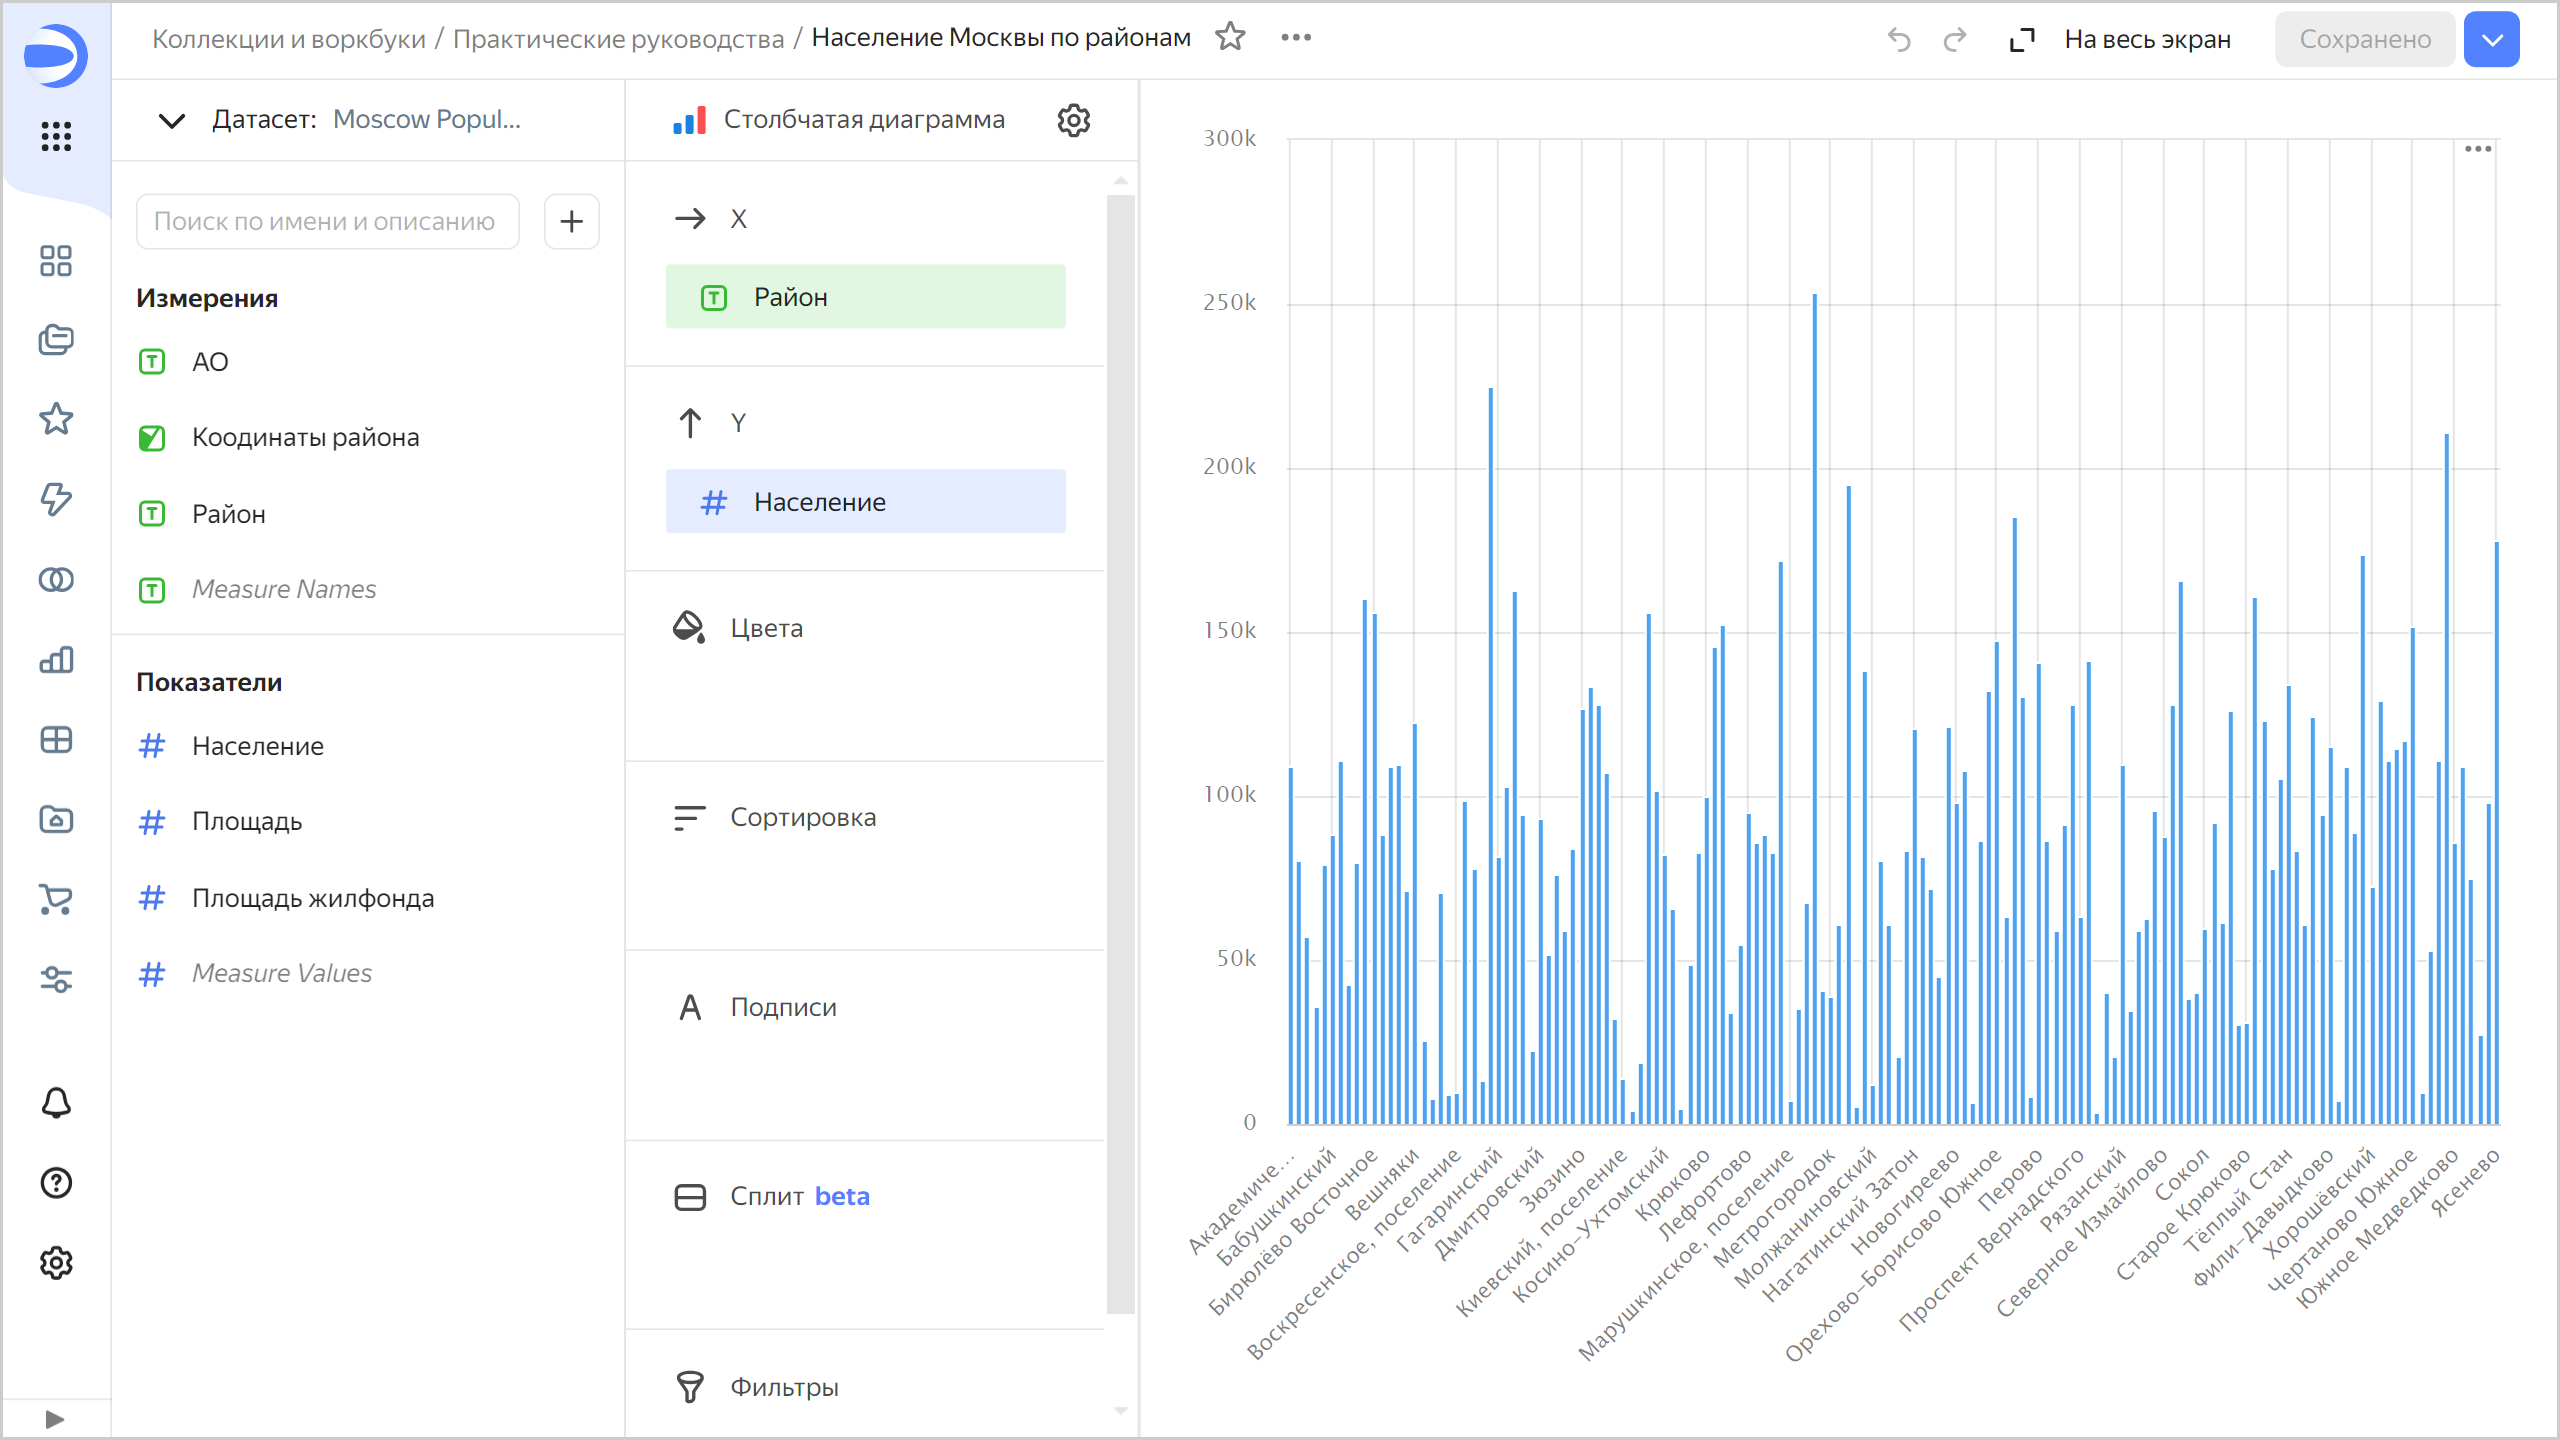 Коллекции и воркбуки / Практические руководства / Население Москвы по районам
На весь экран
Сохранено
Датасет: Moscow Popul...
Поиск по имени и описанию
Измерения
АО
Коодинаты района
Район
Measure Names
Показатели
Население
Площадь
Площадь жилфонда
Measure Values
Столбчатая диаграмма
X
Район
Y
Население
Цвета
Сортировка
Подписи
Сплит beta
Фильтры
300k
250k
200k
150k
100k
50k
0
Академиче...
Бабушкинский
Бирюлёво Восточное
Вешняки
Воскресенское, поселение
Гагаринский
Дмитровский
Зюзино
Киевский, поселение
Косино-Ухтомский
Крюково
Лефортово
Марушкинское, поселение
Метрогородок
Молжаниновский
Нагатинский Затон
Новогиреево
Орехово-Борисово Южное
Перово
Проспект Вернадского
Рязанский
Северное Измайлово
Сокол
Старое Крюково
Тёплый Стан
Фили-Давыдково
Хорошёвский
Чертаново Южное
Южное Медведково
Ясенево